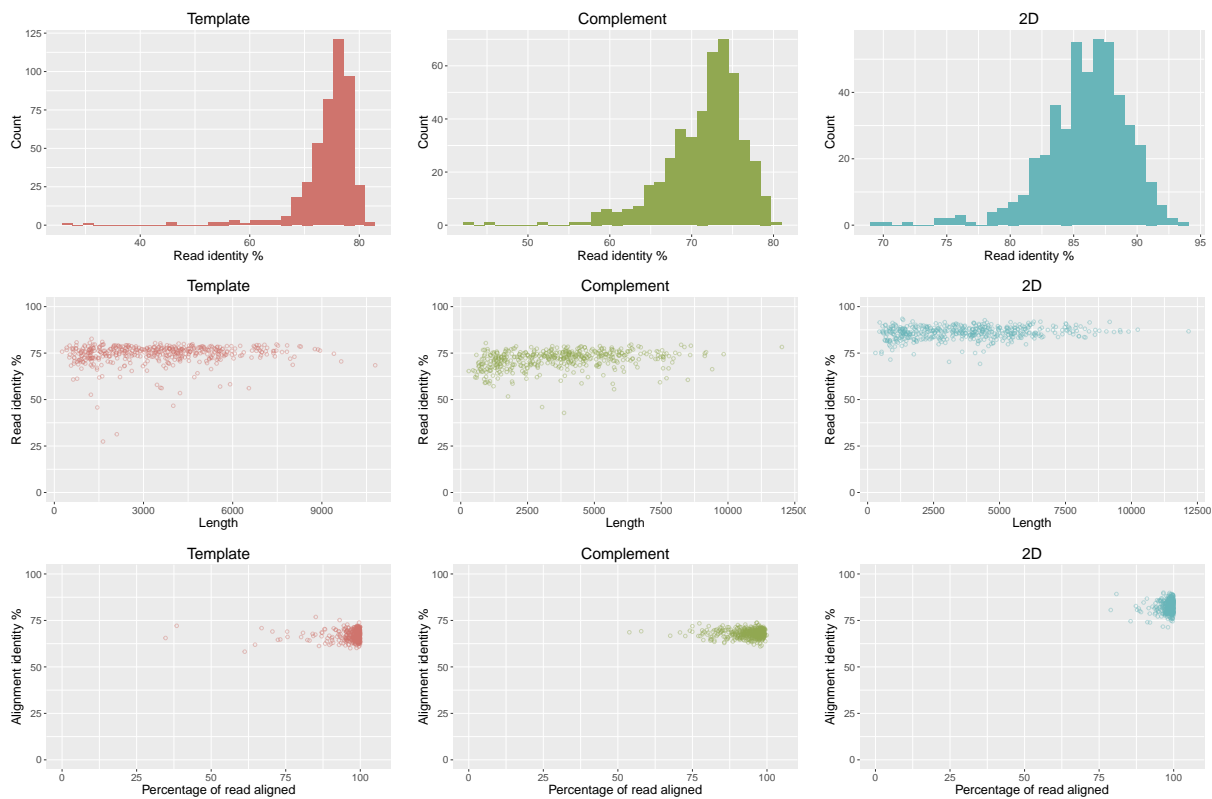 Template Complement 2D
125
100
75
50
25
0
Count
40 60 80
Read identity %
60
40
20
0
Count
50 60 70 80
Read identity %
40
20
0
Count
70 75 80 85 90 95
Read identity %
Template Complement 2D
100
75
50
25
0
Read identity %
0 3000 6000 9000
Length
100
75
50
25
0
Read identity %
0 2500 5000 7500 10000 12500
Length
100
75
50
25
0
Read identity %
0 2500 5000 7500 10000 12500
Length
Template Complement 2D
100
75
50
25
0
Alignment identity %
0 25 50 75 100
Percentage of read aligned
100
75
50
25
0
Alignment identity %
0 25 50 75 100
Percentage of read aligned
100
75
50
25
0
Alignment identity %
0 25 50 75 100
Percentage of read aligned